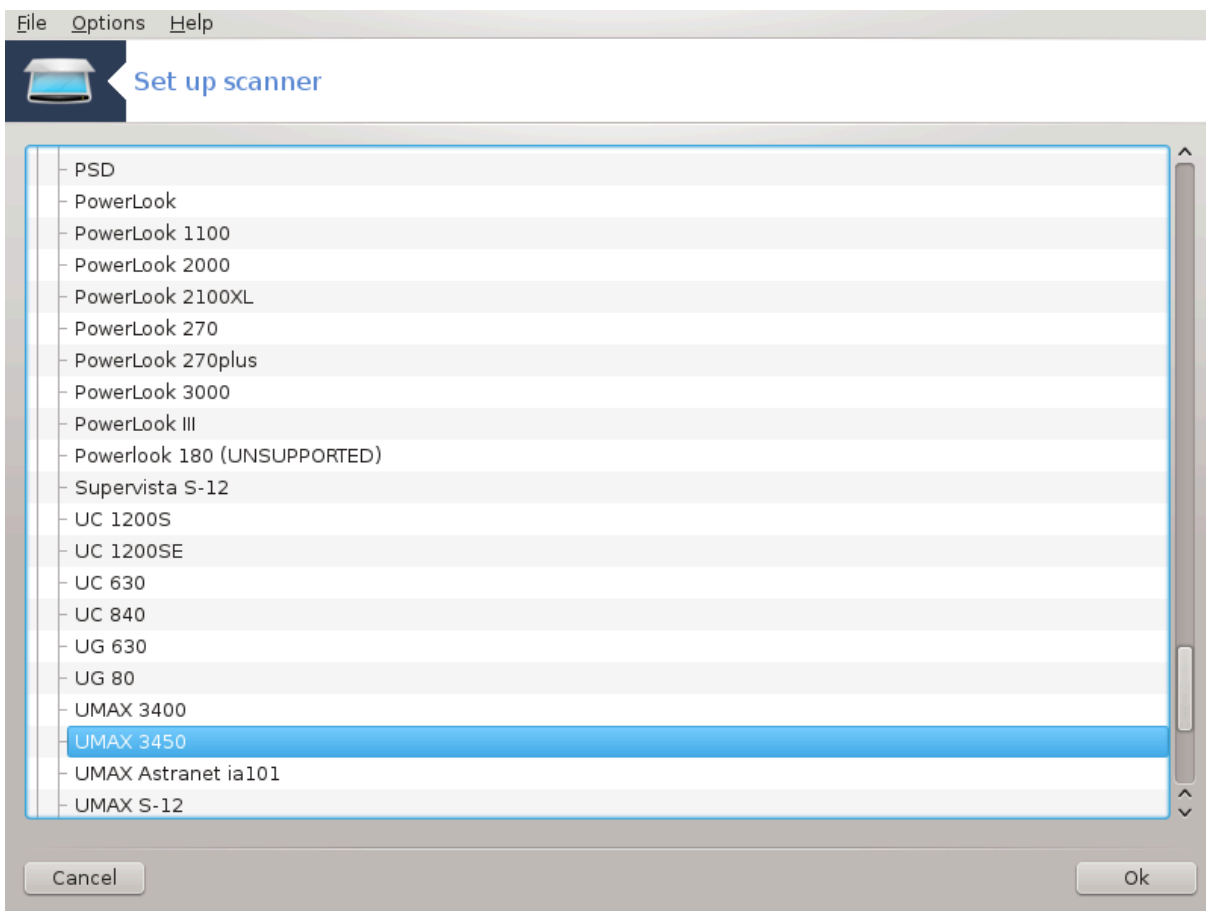 File Options Help
Set up scanner
PSD
PowerLook
PowerLook 1100
PowerLook 2000
PowerLook 2100XL
PowerLook 270
PowerLook 270plus
PowerLook 3000
PowerLook III
Powerlook 180 (UNSUPPORTED)
Supervista S-12
UC 1200S
UC 1200SE
UC 630
UC 840
UG 630
UG 80
UMAX 3400
UMAX 3450
UMAX Astranet ia101
UMAX S-12
Cancel Ok